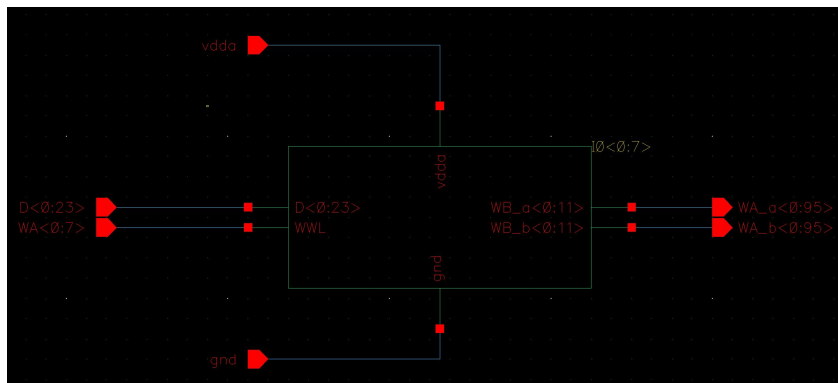 vdda
I0<0:7>
vdda
D<0:23>
D<0:23>
WB_a<0:11>
WA_a<0:95>
WA<0:7>
WWL
WB_b<0:11>
WA_b<0:95>
gnd
gnd